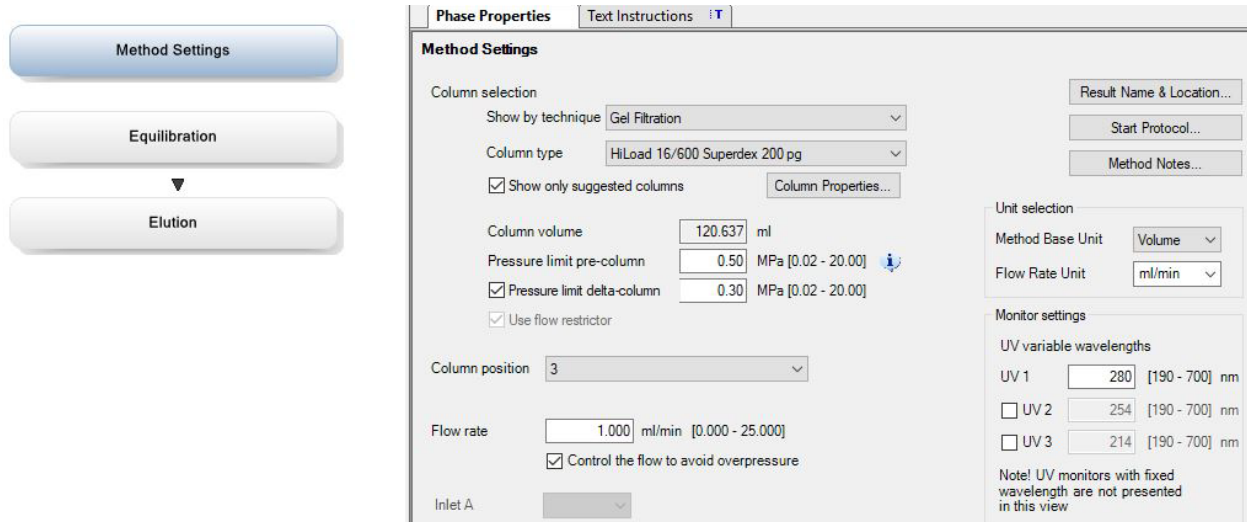 Method Settings
Equilibration
Elution
Phase Properties
Text Instructions T
Method Settings
Column selection
Show by technique Gel Filtration
Column type HiLoad 16/600 Superdex 200 pg
Show only suggested columns Column Properties...
Column volume 120.637 ml
Pressure limit pre-column 0.50 MPa [0.02 - 20.00]
Pressure limit delta-column 0.30 MPa [0.02 - 20.00]
Use flow restrictor
Column position 3
Flow rate 1.000 ml/min [0.000 - 25.000]
Control the flow to avoid overpressure
Inlet A
Result Name & Location...
Start Protocol...
Method Notes...
Unit selection
Method Base Unit Volume
Flow Rate Unit ml/min
Monitor settings
UV variable wavelengths
UV 1 280 [190 - 700] nm
UV 2 254 [190 - 700] nm
UV 3 214 [190 - 700] nm
Note! UV monitors with fixed
wavelength are not presented
in this view